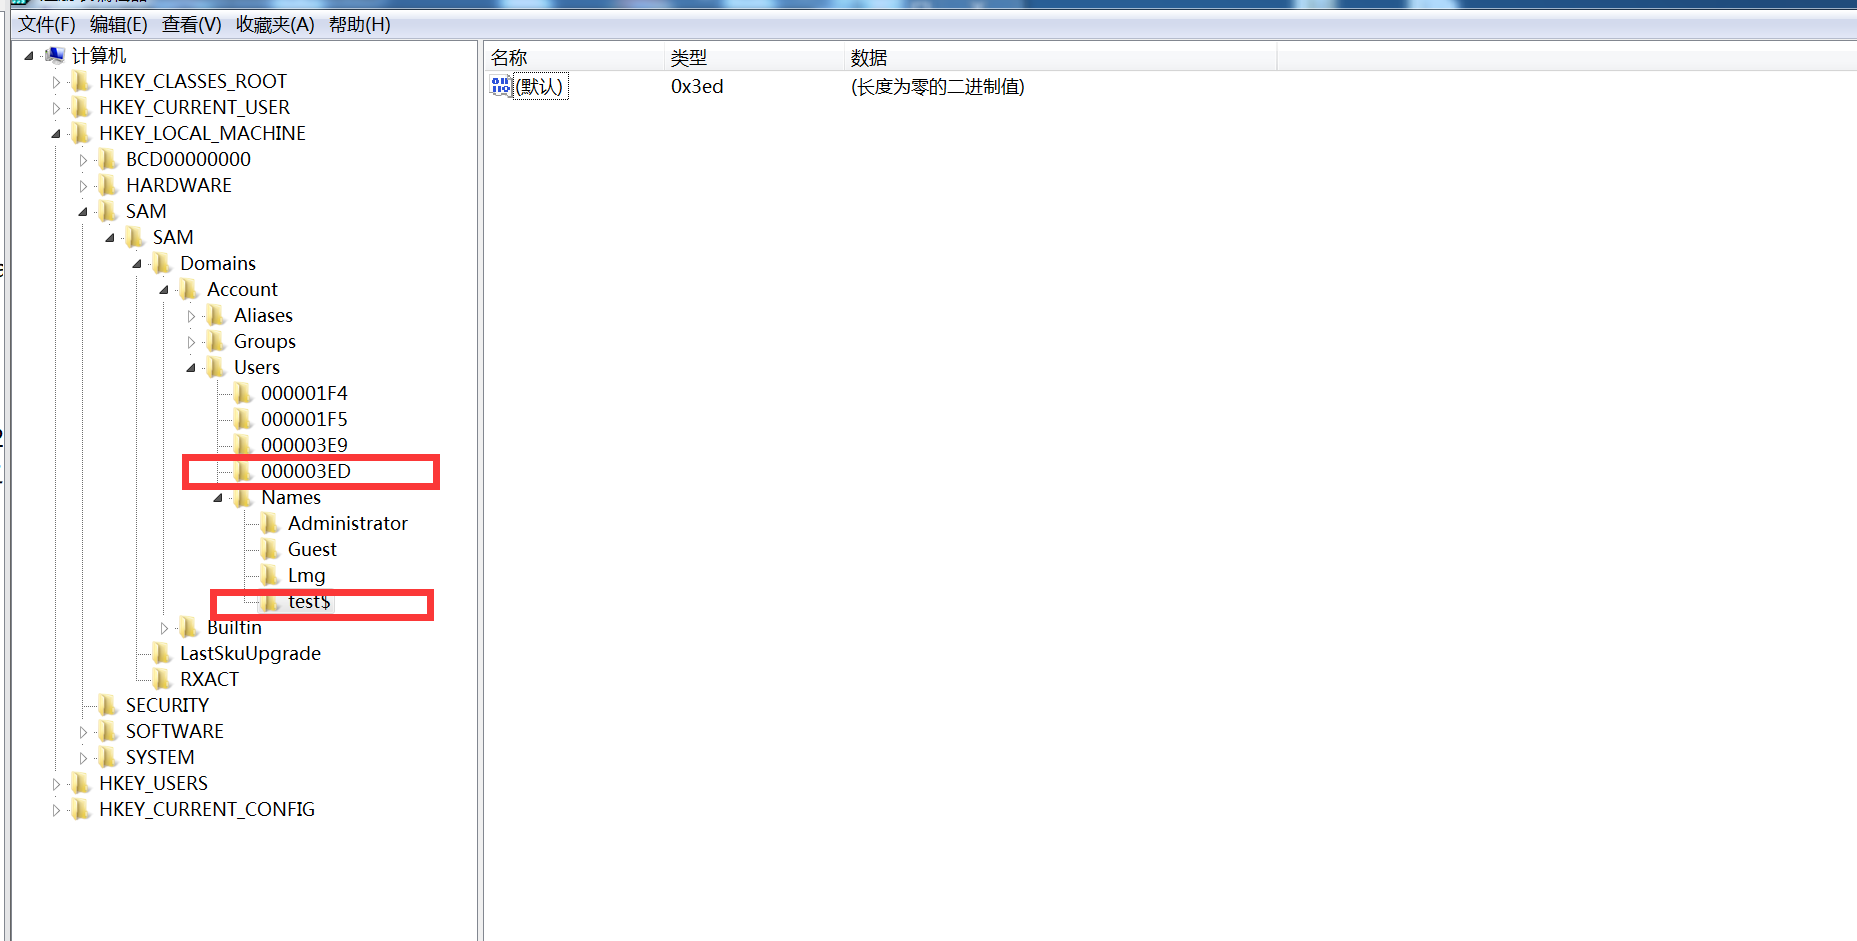 文件(F) 编辑(E) 查看(V) 收藏夹(A) 帮助(H)
计算机
HKEY_CLASSES_ROOT
HKEY_CURRENT_USER
HKEY_LOCAL_MACHINE
BCD00000000
HARDWARE
SAM
SAM
Domains
Account
Aliases
Groups
Users
000001F4
000001F5
000003E9
000003ED
Names
Administrator
Guest
Lmg
test$
Builtin
LastSkuUpgrade
RXACT
SECURITY
SOFTWARE
SYSTEM
HKEY_USERS
HKEY_CURRENT_CONFIG
名称 类型 数据
(默认) 0x3ed (长度为零的二进制值)